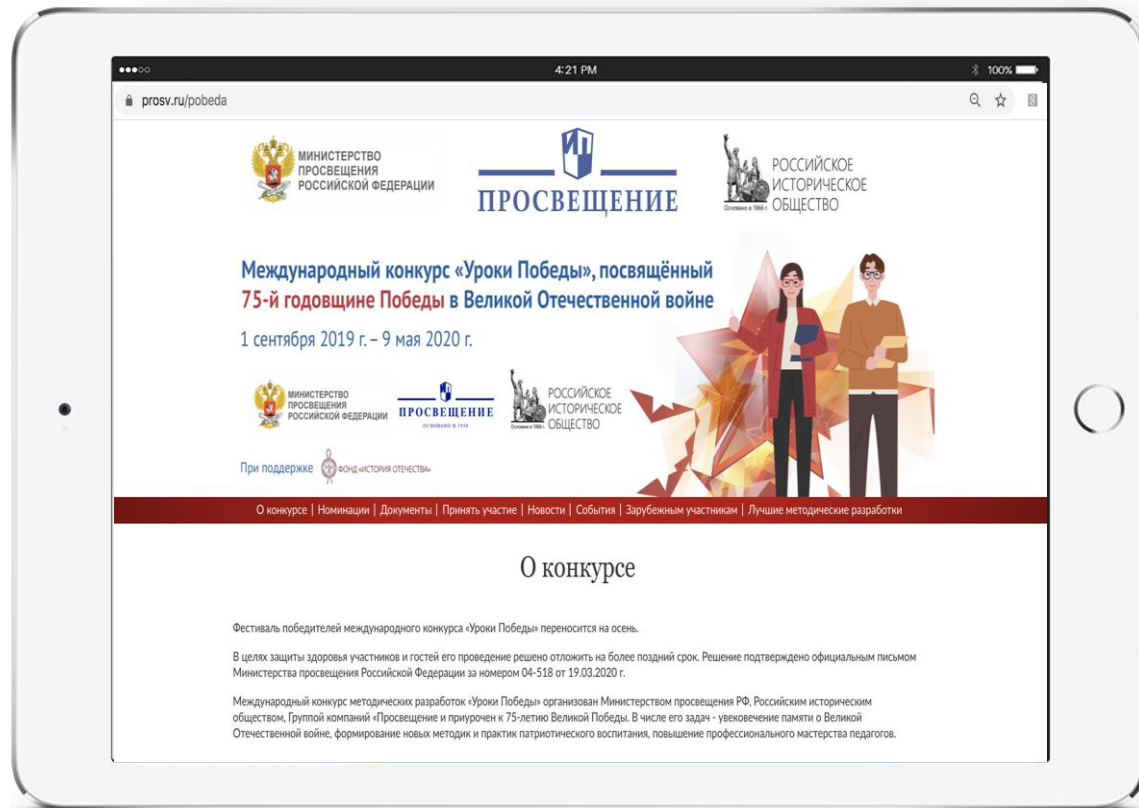 4:21 PM
100%
prosv.ru/pobeda
МИНИСТЕРСТВО
ПРОСВЕЩЕНИЯ
РОССИЙСКОЙ ФЕДЕРАЦИИ
ИП
ПРОСВЕЩЕНИЕ
РОССИЙСКОЕ
ИСТОРИЧЕСКОЕ
ОБЩЕСТВО
Основано в 1866 г.
Международный конкурс «Уроки Победы», посвящённый
75-й годовщине Победы в Великой Отечественной войне
1 сентября 2019 г. – 9 мая 2020 г.
МИНИСТЕРСТВО
ПРОСВЕЩЕНИЯ
РОССИЙСКОЙ ФЕДЕРАЦИИ
ПРОСВЕЩЕНИЕ
ОСНОВАНО В 1930
РОССИЙСКОЕ
ИСТОРИЧЕСКОЕ
ОБЩЕСТВО
Основано в 1866 г.
При поддержке ФОНД «ИСТОРИЯ ОТЕЧЕСТВА»
О конкурсе | Номинации | Документы | Принять участие | Новости | События | Зарубежным участникам | Лучшие методические разработки
О конкурсе
Фестиваль победителей международного конкурса «Уроки Победы» переносится на осень.
В целях защиты здоровья участников и гостей его проведение решено отложить на более поздний срок. Решение подтверждено официальным письмом
Министерства просвещения Российской Федерации за номером 04-518 от 19.03.2020 г.
Международный конкурс методических разработок «Уроки Победы» организован Министерством просвещения РФ, Российским историческим
обществом, Группой компаний «Просвещение и приурочен к 75-летию Великой Победы. В числе его задач - увековечение памяти о Великой
Отечественной войне, формирование новых методик и практик патриотического воспитания, повышение профессионального мастерства педагогов.